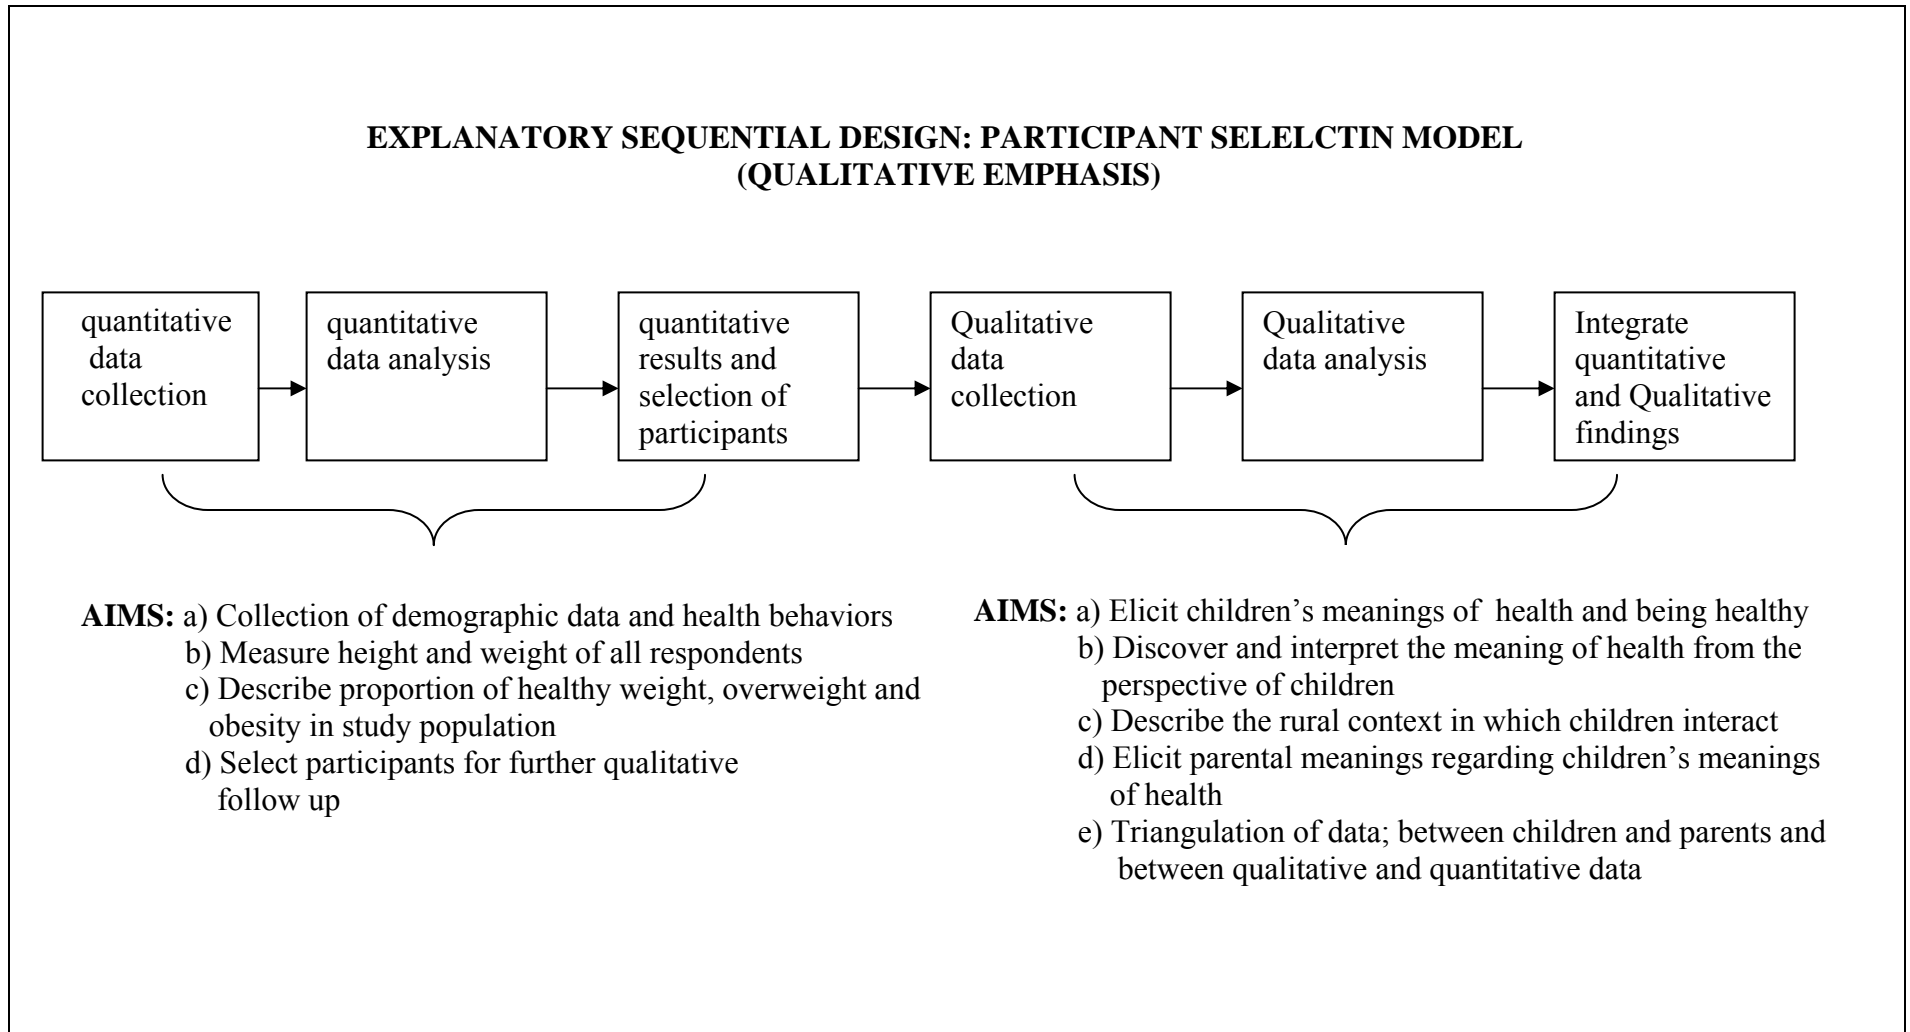 EXPLANATORY SEQUENTIAL DESIGN: PARTICIPANT SELELCTIN MODEL
(QUALITATIVE EMPHASIS)
quantitative
data
collection
quantitative
data analysis
quantitative
results and
selection of
participants
Qualitative
data
collection
Qualitative
data analysis
Integrate
quantitative
and Qualitative
findings
AIMS: a) Collection of demographic data and health behaviors
b) Measure height and weight of all respondents
c) Describe proportion of healthy weight, overweight and
obesity in study population
d) Select participants for further qualitative
follow up
AIMS: a) Elicit children’s meanings of health and being healthy
b) Discover and interpret the meaning of health from the
perspective of children
c) Describe the rural context in which children interact
d) Elicit parental meanings regarding children’s meanings
of health
e) Triangulation of data; between children and parents and
between qualitative and quantitative data